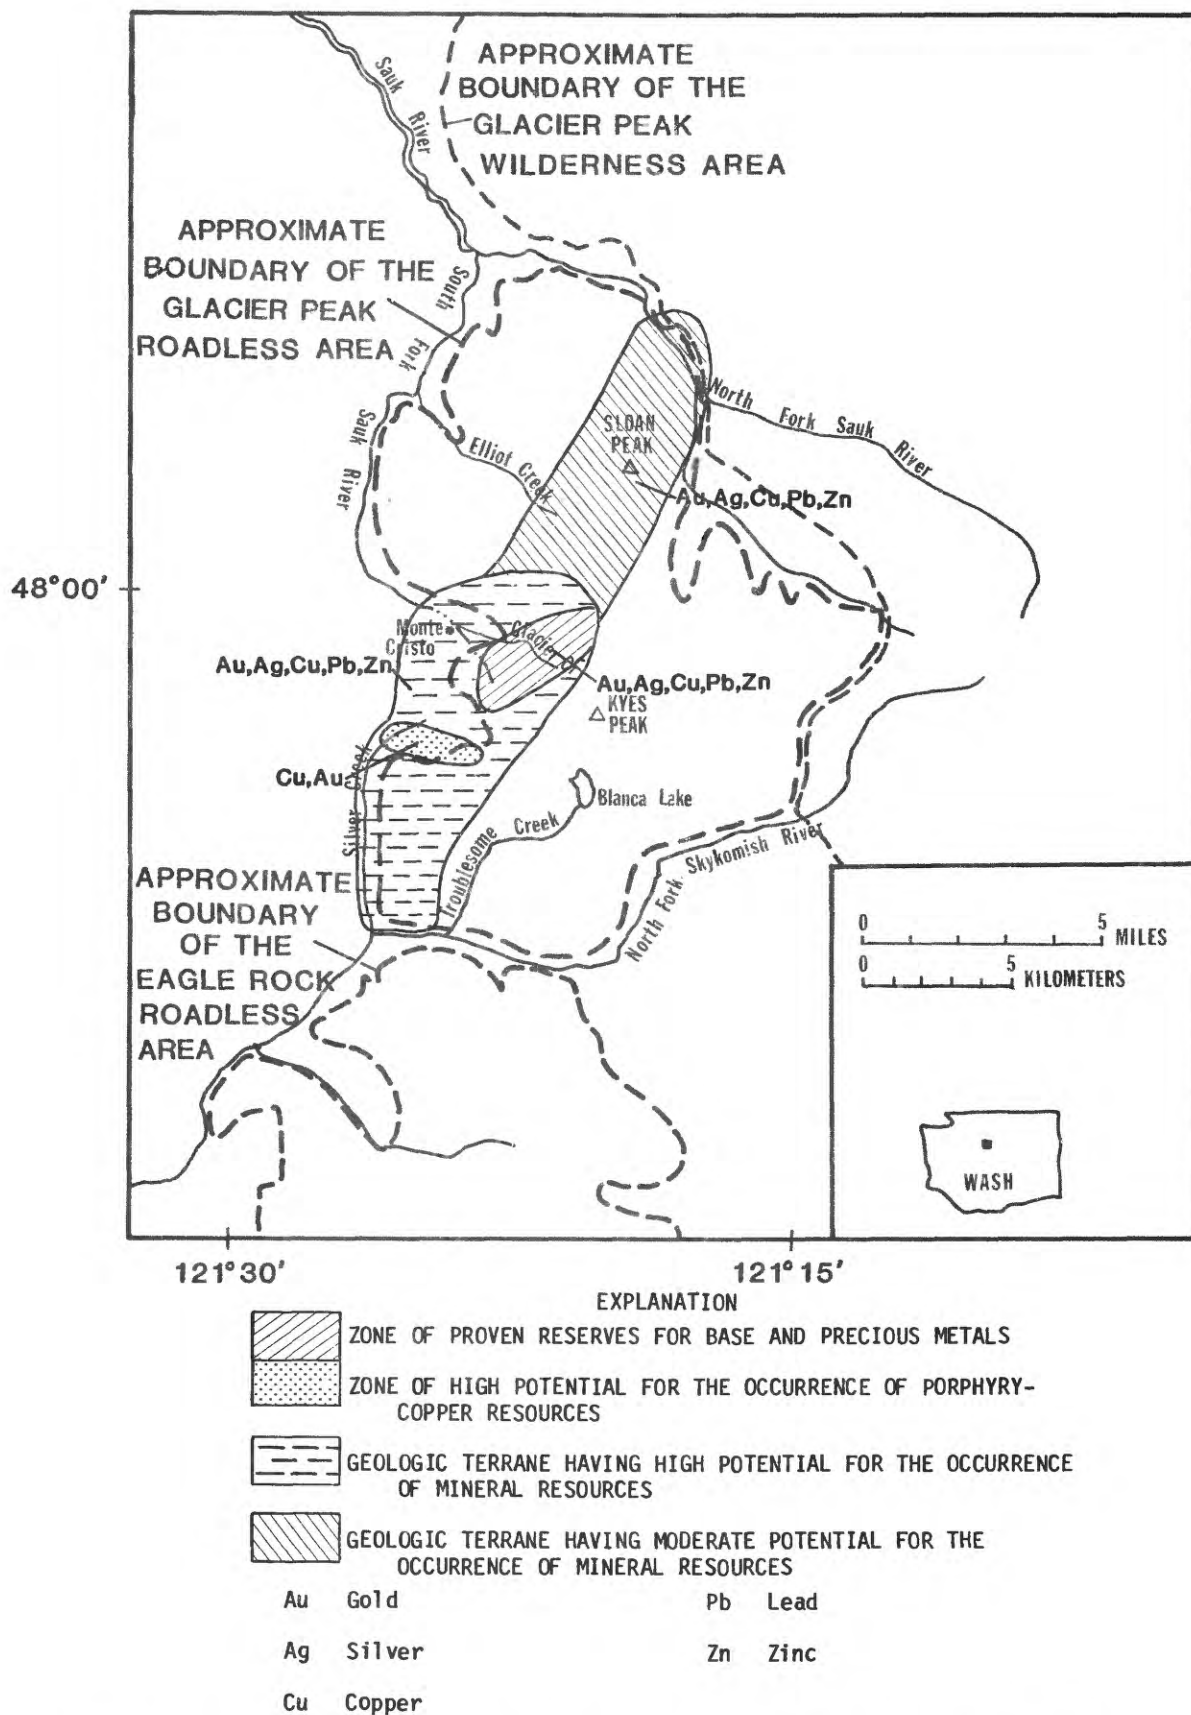 APPROXIMATE
BOUNDARY OF THE
GLACIER PEAK
WILDERNESS AREA
Sauk River
APPROXIMATE
BOUNDARY OF THE
GLACIER PEAK
ROADLESS AREA
South Fork
Sauk River
North Fork Sauk River
SLOAN
PEAK
Elliot Creek
Au,Ag,Cu,Pb,Zn
48°00'
Monte
Cristo
Glacier Cr
Au,Ag,Cu,Pb,Zn
Au,Ag,Cu,Pb,Zn
KYES
PEAK
Cu,Au
Silver Creek
Blanca Lake
Troublesome Creek
North Fork Skykomish River
APPROXIMATE
BOUNDARY
OF THE
EAGLE ROCK
ROADLESS
AREA
0 5 MILES
0 5 KILOMETERS
WASH
121°30' 121°15'
EXPLANATION
ZONE OF PROVEN RESERVES FOR BASE AND PRECIOUS METALS
ZONE OF HIGH POTENTIAL FOR THE OCCURRENCE OF PORPHYRY-
COPPER RESOURCES
GEOLOGIC TERRANE HAVING HIGH POTENTIAL FOR THE OCCURRENCE
OF MINERAL RESOURCES
GEOLOGIC TERRANE HAVING MODERATE POTENTIAL FOR THE
OCCURRENCE OF MINERAL RESOURCES
Au Gold Pb Lead
Ag Silver Zn Zinc
Cu Copper